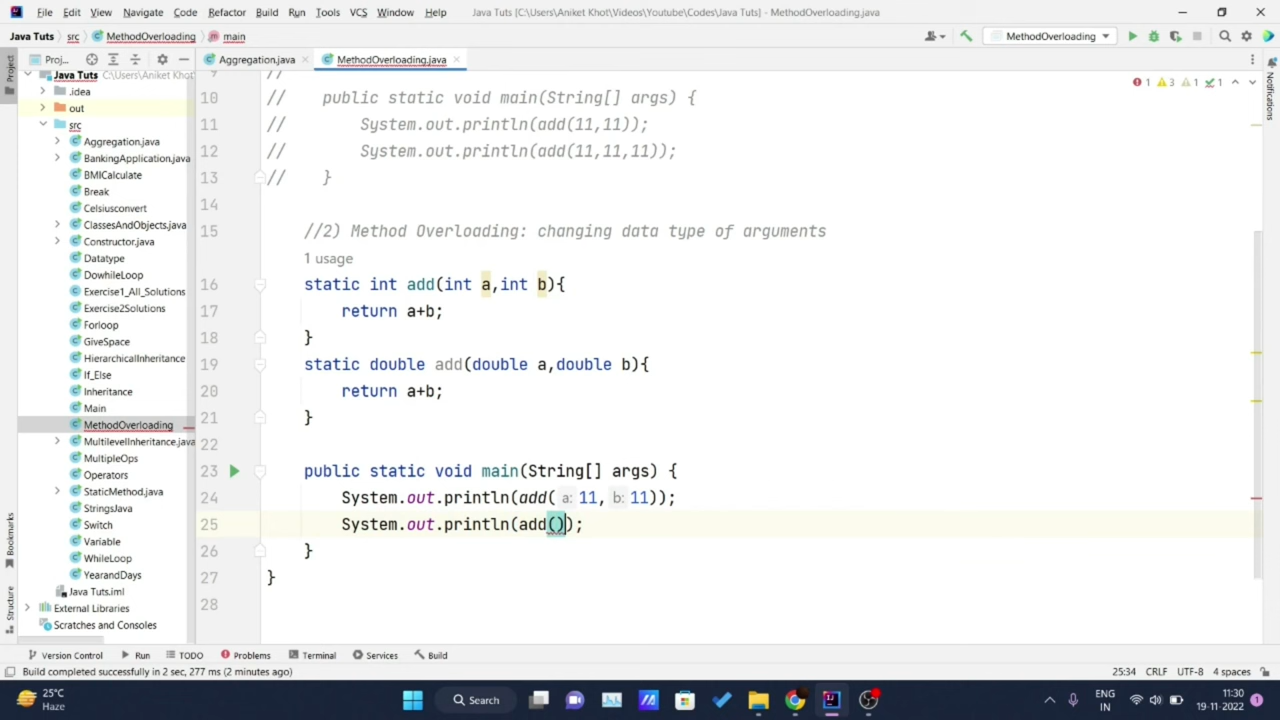 File Edit View Navigate Code Refactor Build Run Tools VCS Window Help Java Tuts [C:\Users\Aniket Khot\Videos\Youtube\Codes\Java Tuts] - MethodOverloading.java
Java Tuts src MethodOverloading main MethodOverloading
Project Proj... Aggregation.java MethodOverloading.java Notifications
Java Tuts C:\Users\Aniket Khot
.idea
out
src
Aggregation.java
BankingApplication.java
BMICalculate
Break
Celsiusconvert
ClassesAndObjects.java
Constructor.java
Datatype
DowhileLoop
Exercise1_All_Solutions
Exercise2Solutions
Forloop
GiveSpace
HierarchicalInheritance
If_Else
Inheritance
Main
MethodOverloading
MultilevelInheritance.java
MultipleOps
Operators
StaticMethod.java
StringsJava
Switch
Variable
WhileLoop
YearandDays
Java Tuts.iml
External Libraries
Scratches and Consoles
Bookmarks
Structure
1 3 1 1
9 //
10 // public static void main(String[] args) {
11 // System.out.println(add(11,11));
12 // System.out.println(add(11,11,11));
13 // }
14
15 //2) Method Overloading: changing data type of arguments
1 usage
16 static int add(int a,int b){
17 return a+b;
18 }
19 static double add(double a,double b){
20 return a+b;
21 }
22
23 public static void main(String[] args) {
24 System.out.println(add( a: 11, b: 11));
25 System.out.println(add());
26 }
27 }
28
Version Control Run TODO Problems Terminal Services Build
Build completed successfully in 2 sec, 277 ms (2 minutes ago) 25:34 CRLF UTF-8 4 spaces
25°C
Haze
Search
ENG
IN
11:30
19-11-2022
1